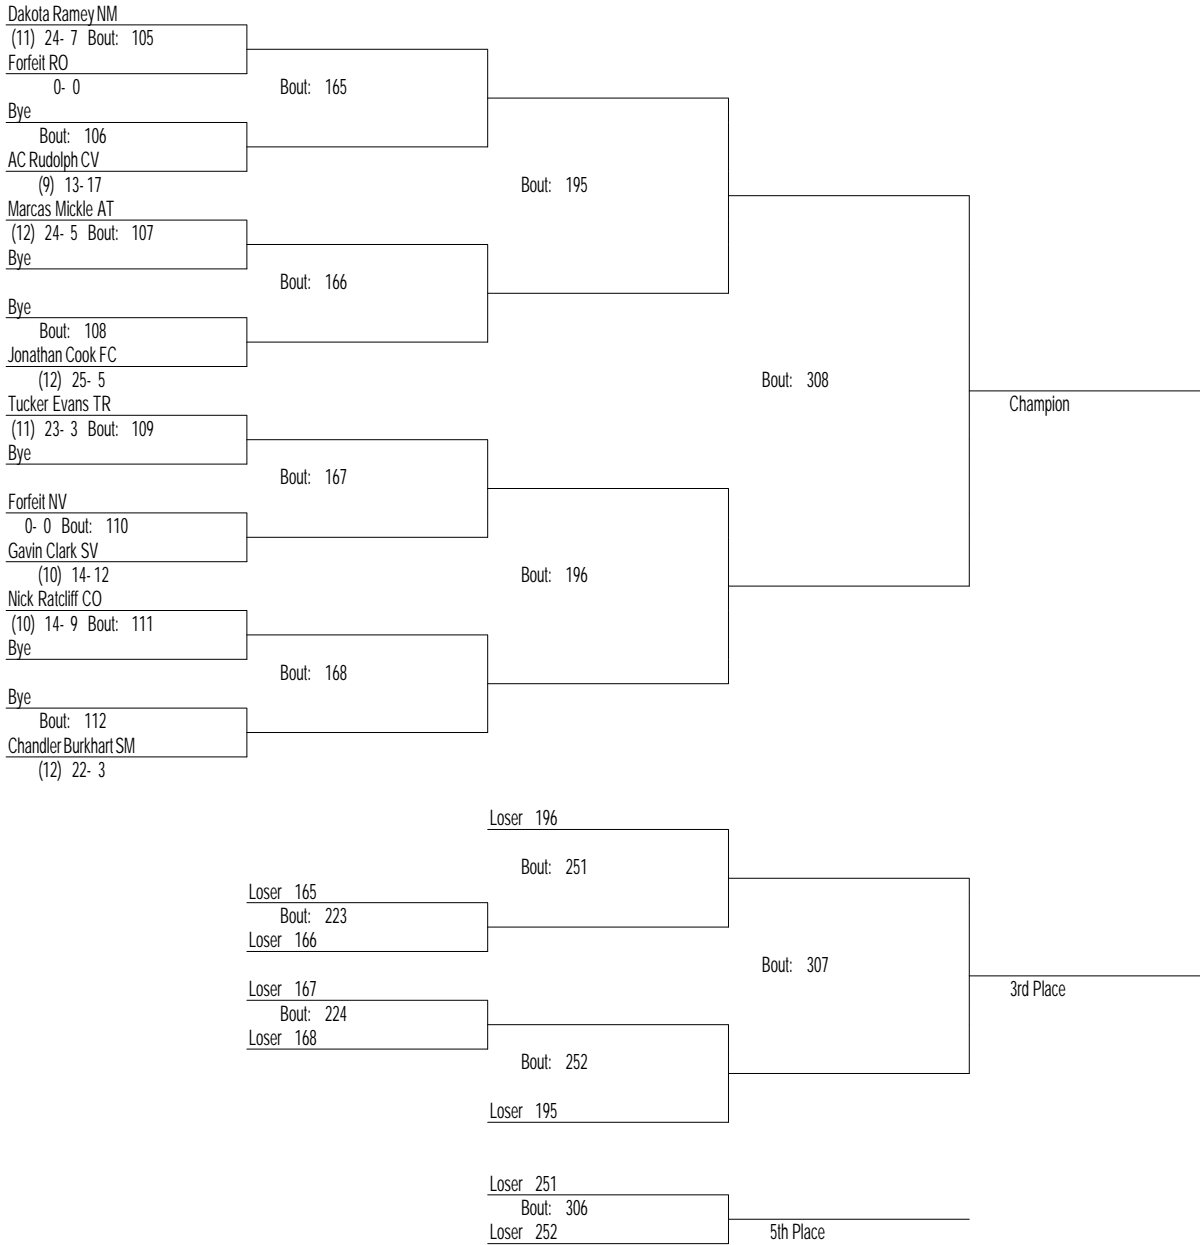 Dakota Ramey NM
(11) 24- 7 Bout: 105
Forfeit RO
0- 0
Bout: 165
Bye
Bout: 106
AC Rudolph CV
(9) 13- 17
Bout: 195
Marcas Mickle AT
(12) 24- 5 Bout: 107
Bye
Bout: 166
Bye
Bout: 108
Jonathan Cook FC
(12) 25- 5
Bout: 308
Tucker Evans TR
Champion
(11) 23- 3 Bout: 109
Bye
Bout: 167
Forfeit NV
0- 0 Bout: 110
Gavin Clark SV
(10) 14- 12
Bout: 196
Nick Ratcliff CO
(10) 14- 9 Bout: 111
Bye
Bout: 168
Bye
Bout: 112
Chandler Burkhart SM
(12) 22- 3
Loser 196
Bout: 251
Loser 165
Bout: 223
Loser 166
Bout: 307
Loser 167
3rd Place
Bout: 224
Loser 168
Bout: 252
Loser 195
Loser 251
Bout: 306
Loser 252
5th Place